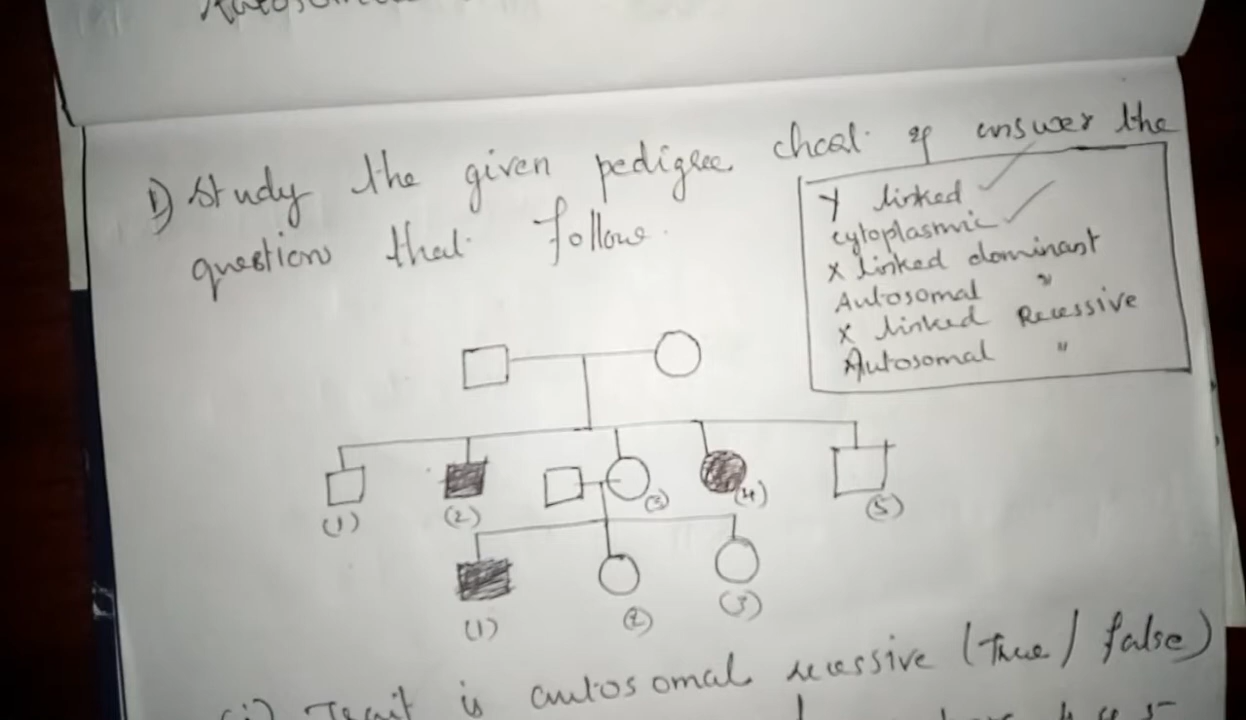 1) Study the given pedigree chart & answer the
questions that follow.
Y linked
cytoplasmic
X linked dominant
Autosomal "
X linked Recessive
Autosomal "
(1) (2) (3) (4) (5)
(1) (2) (3)
(i) Trait is autosomal recessive (True / false)